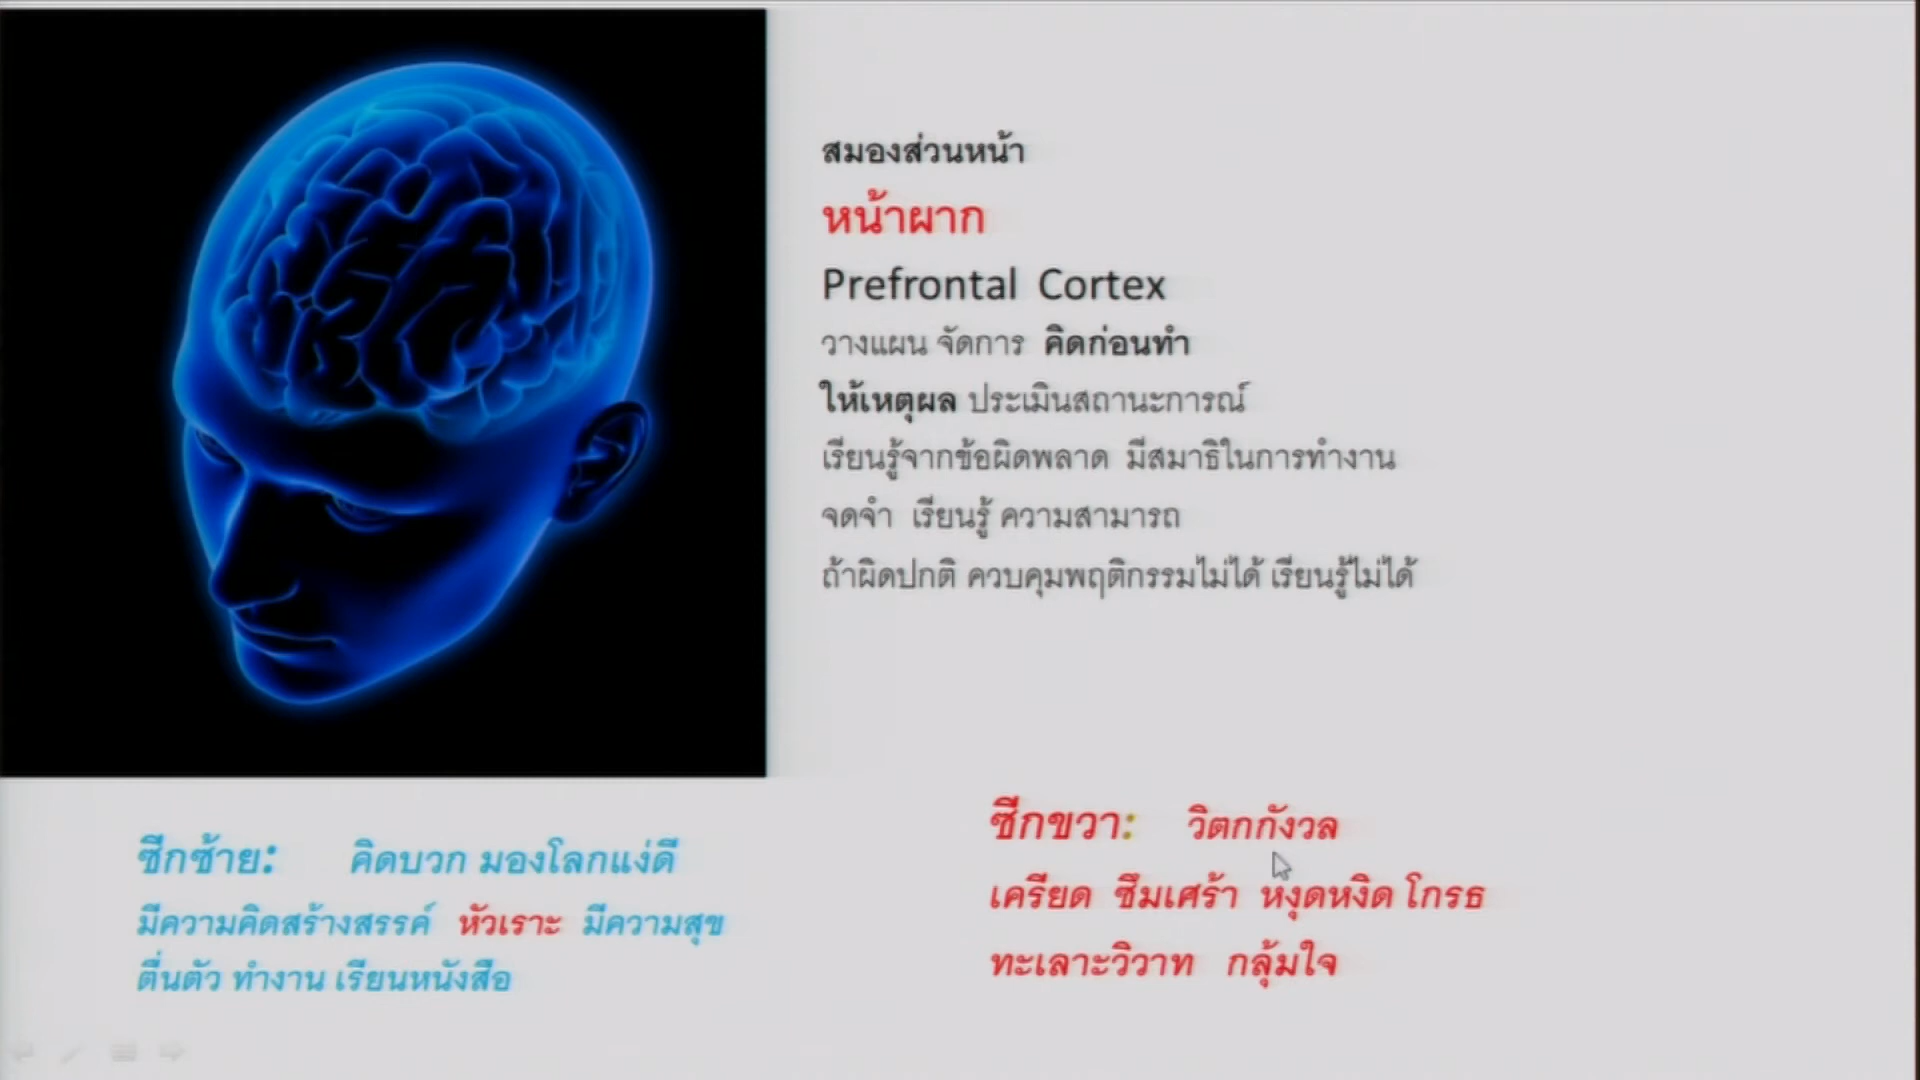 สมองส่วนหน้า
หน้าผาก
Prefrontal Cortex
วางแผน จัดการ คิดก่อนทำ
ให้เหตุผล ประเมินสถานะการณ์
เรียนรู้จากข้อผิดพลาด มีสมาธิในการทำงาน
จดจำ เรียนรู้ ความสามารถ
ถ้าผิดปกติ ควบคุมพฤติกรรมไม่ได้ เรียนรู้ไม่ได้
ซีกซ้าย: คิดบวก มองโลกแง่ดี
มีความคิดสร้างสรรค์ หัวเราะ มีความสุข
ตื่นตัว ทำงาน เรียนหนังสือ
ซีกขวา: วิตกกังวล
เครียด ซึมเศร้า หงุดหงิด โกรธ
ทะเลาะวิวาท กลุ้มใจ